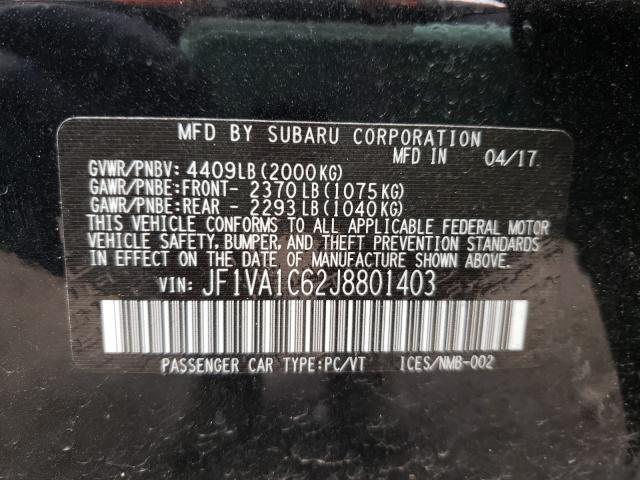 MFD BY SUBARU CORPORATION
MFD IN 04/17.
GVWR/PNBV: 4409LB(2000KG)
GAWR/PNBE:FRONT- 2370LB(1075KG)
GAWR/PNBE:REAR - 2293LB(1040KG)
THIS VEHICLE CONFORMS TO ALL APPLICABLE FEDERAL MOTOR
VEHICLE SAFETY, BUMPER, AND THEFT PREVENTION STANDARDS
IN EFFECT ON THE DATE OF MANUFACTURE SHOWN ABOVE.
VIN: JF1VA1C62J8801403
PASSENGER CAR TYPE:PC/VT ICES/NMB-002